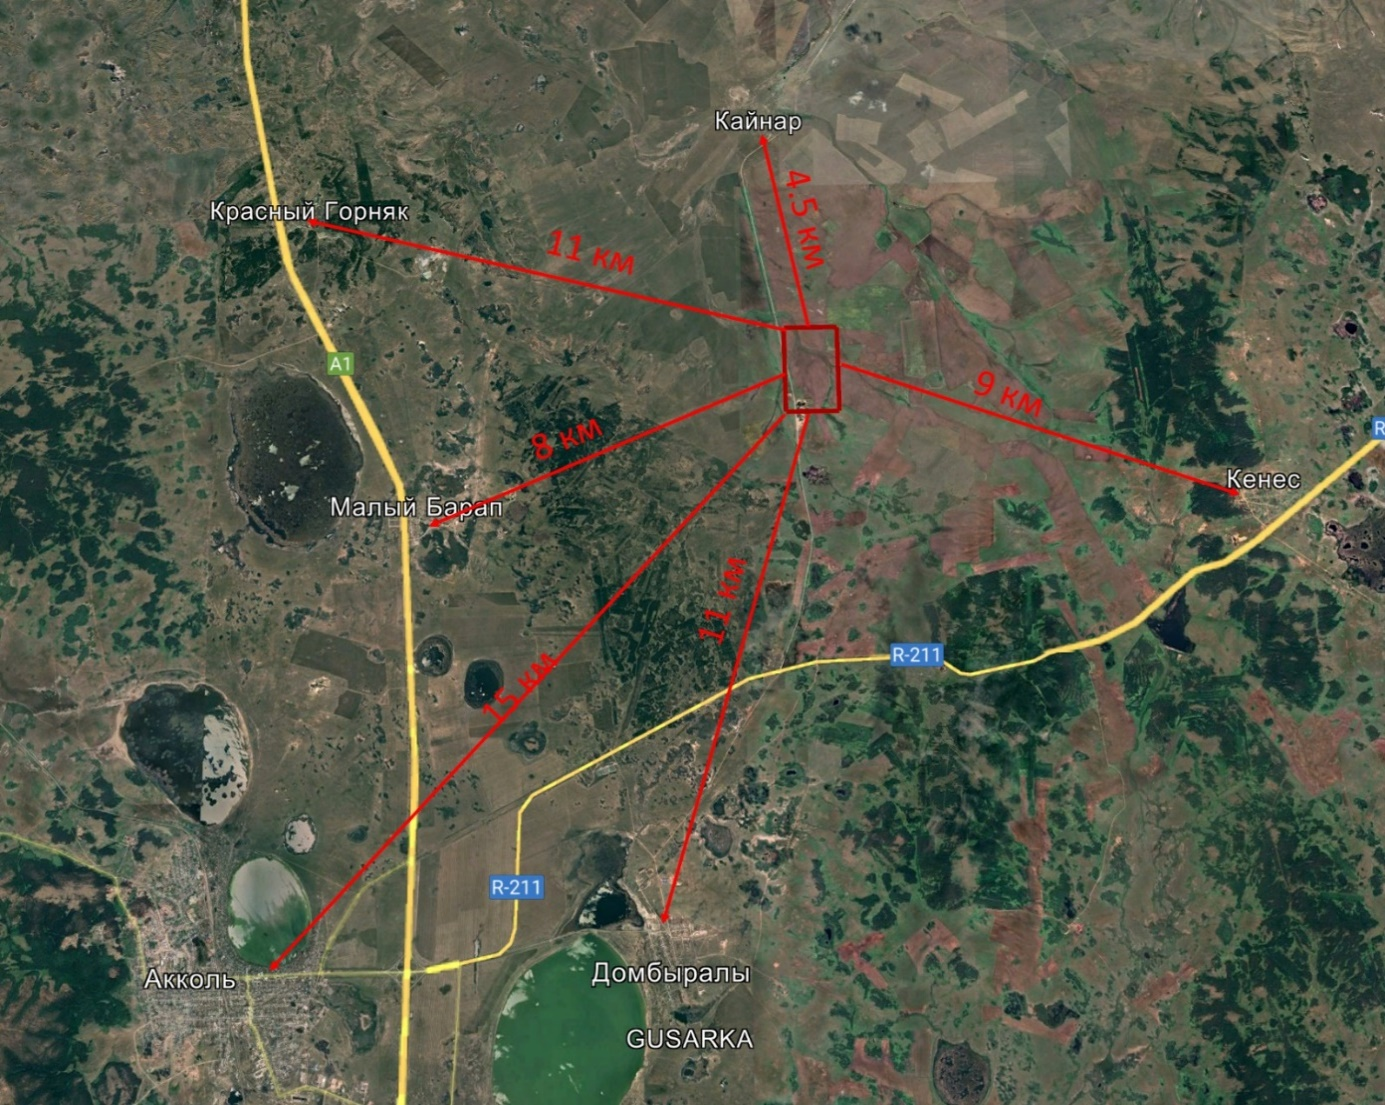 Кайнар
4.5 км
Красный Горняк
11 км
A1
9 км
8 км
R
Кенес
Малый Барап
11 км
R-211
15 км
R-211
Акколь
Домбыралы
GUSARKA